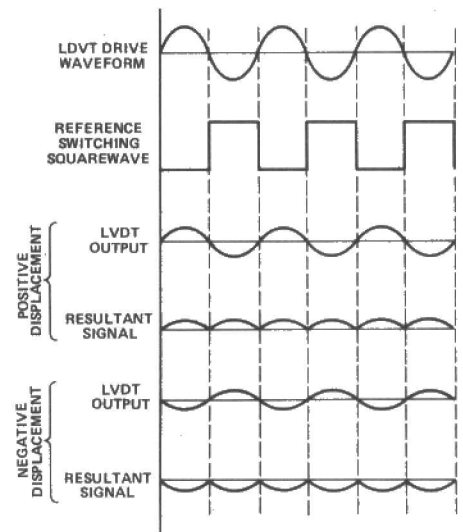 LDVT DRIVE
WAVEFORM
REFERENCE
SWITCHING
SQUAREWAVE
POSITIVE
DISPLACEMENT
LVDT
OUTPUT
RESULTANT
SIGNAL
NEGATIVE
DISPLACEMENT
LVDT
OUTPUT
RESULTANT
SIGNAL